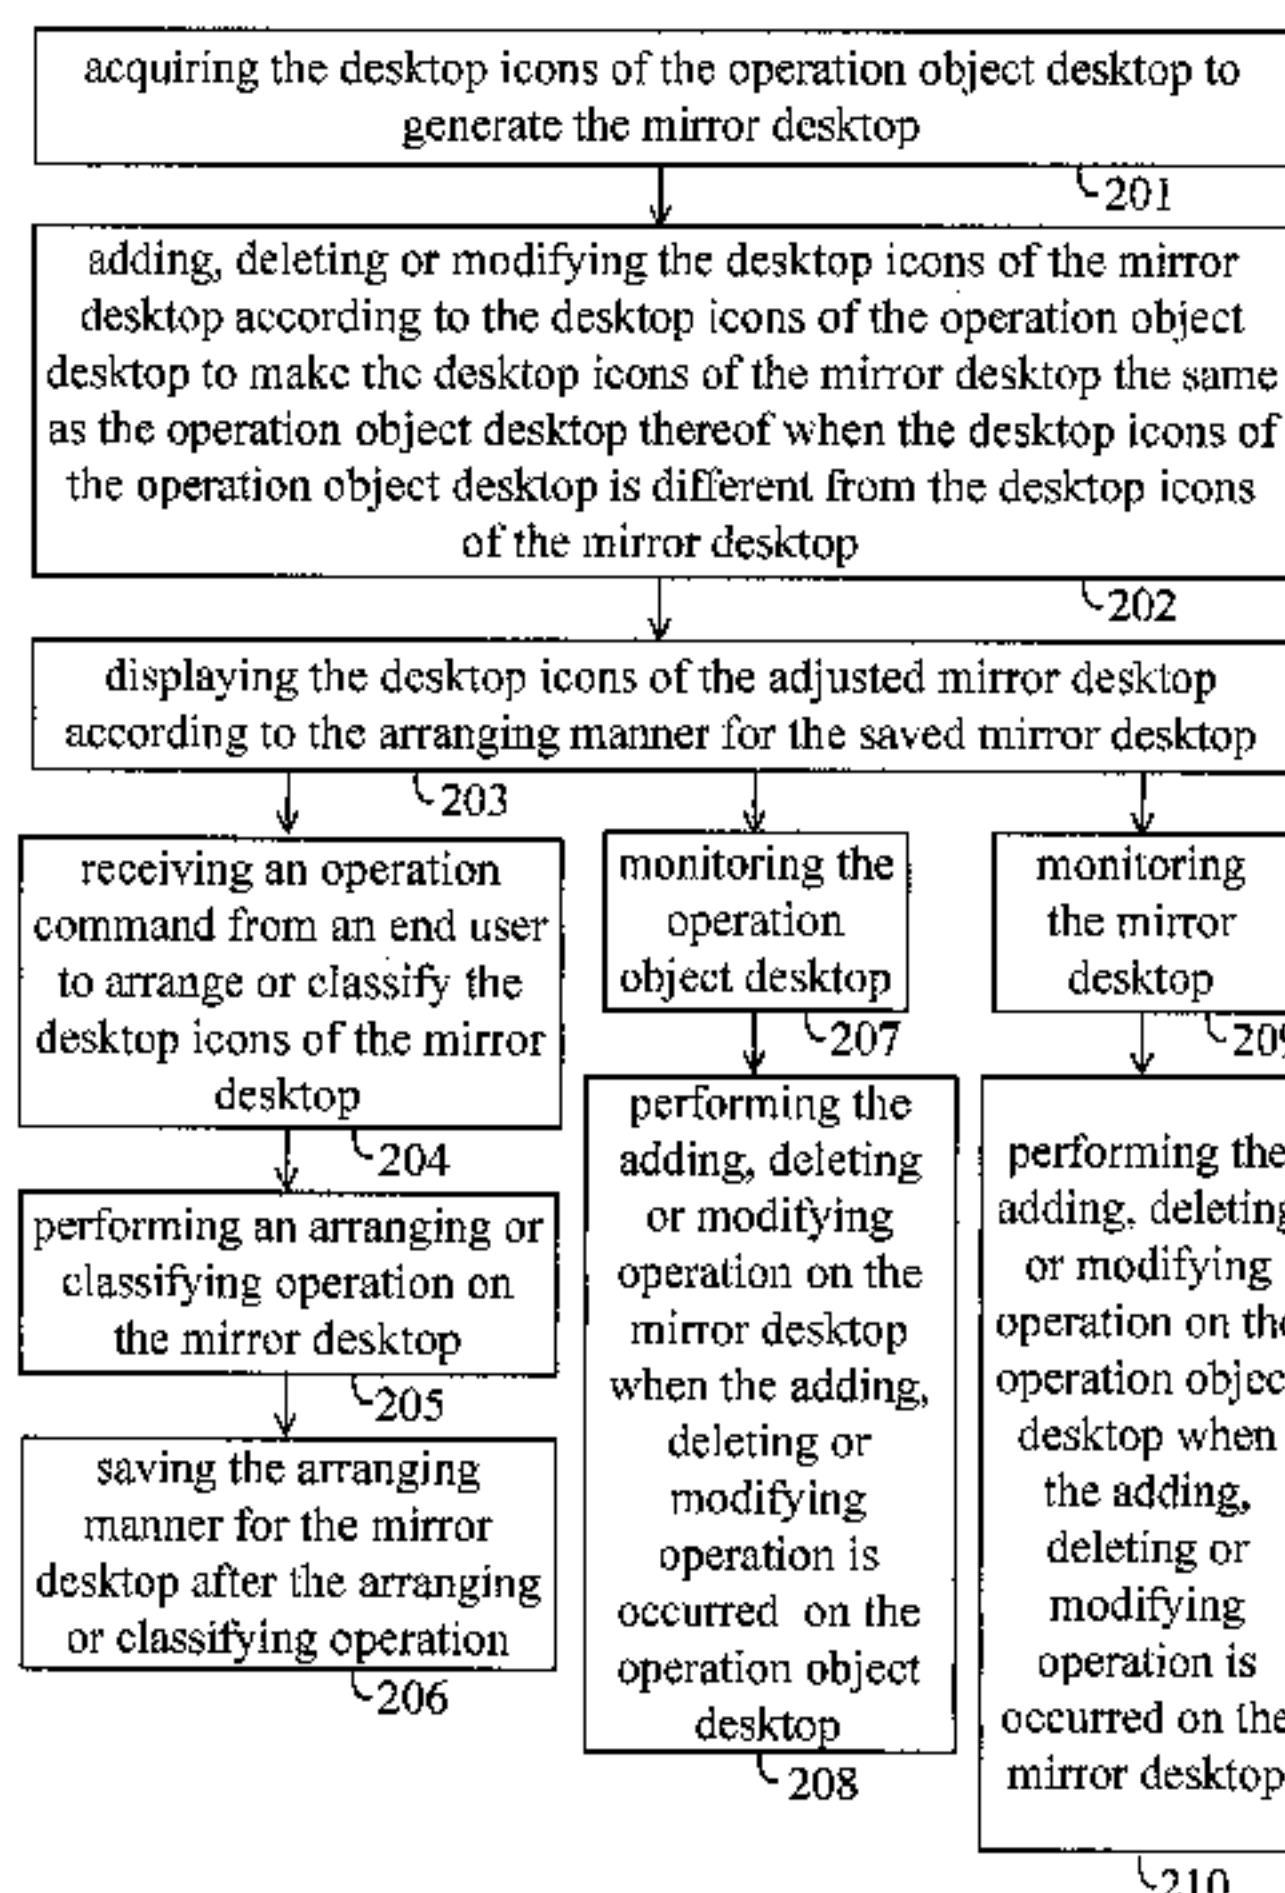 acquiring the desktop icons of the operation object desktop to
generate the mirror desktop
201
adding, deleting or modifying the desktop icons of the mirror
desktop according to the desktop icons of the operation object
desktop to make the desktop icons of the mirror desktop the same
as the operation object desktop thereof when the desktop icons of
the operation object desktop is different from the desktop icons
of the mirror desktop
202
displaying the desktop icons of the adjusted mirror desktop
according to the arranging manner for the saved mirror desktop
203
receiving an operation
command from an end user
to arrange or classify the
desktop icons of the mirror
desktop
204
performing an arranging or
classifying operation on
the mirror desktop
205
saving the arranging
manner for the mirror
desktop after the arranging
or classifying operation
206
monitoring the
operation
object desktop
207
performing the
adding, deleting
or modifying
operation on the
mirror desktop
when the adding,
deleting or
modifying
operation is
occurred on the
operation object
desktop
208
monitoring
the mirror
desktop
209
performing the
adding, deleting
or modifying
operation on the
operation object
desktop when
the adding,
deleting or
modifying
operation is
occurred on the
mirror desktop
210